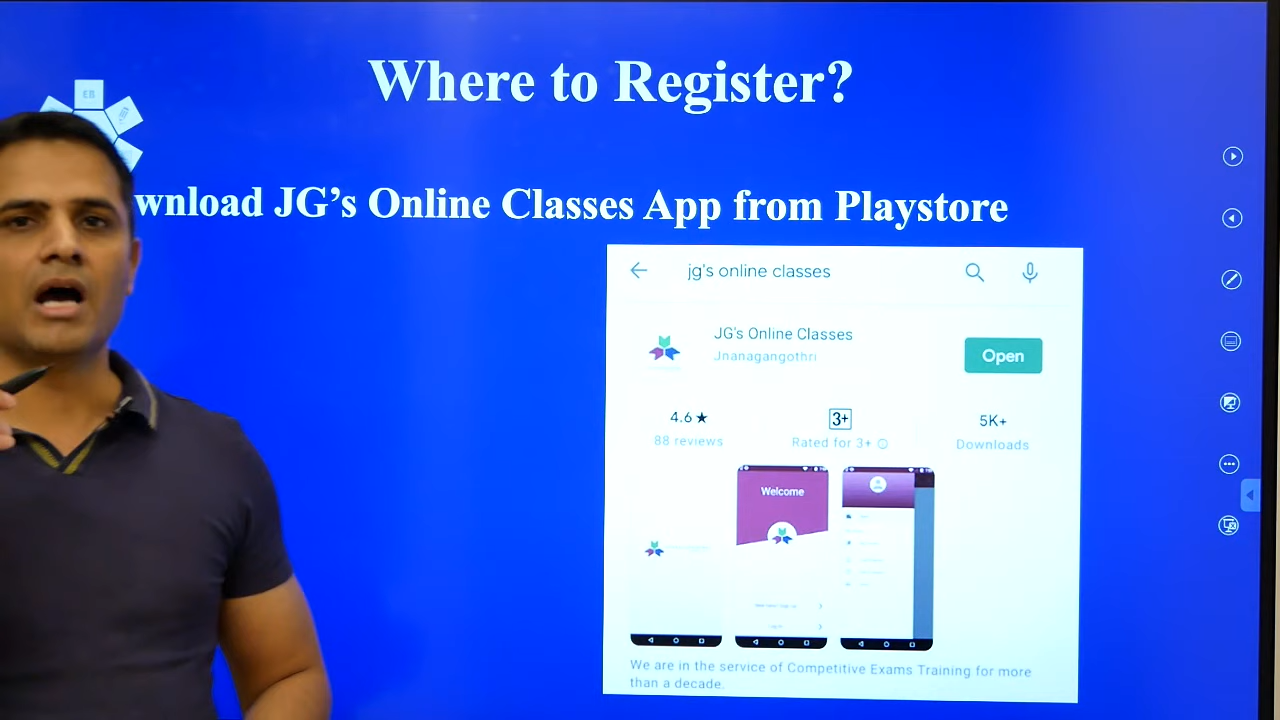 EB
Where to Register?
wnload JG's Online Classes App from Playstore
jg's online classes
JG's Online Classes
Jnanagangothri
Open
4.6★
3+
5K+
88 reviews
Rated for 3+
Downloads
Welcome
We are in the service of Competitive Exams Training for more
than a decade.